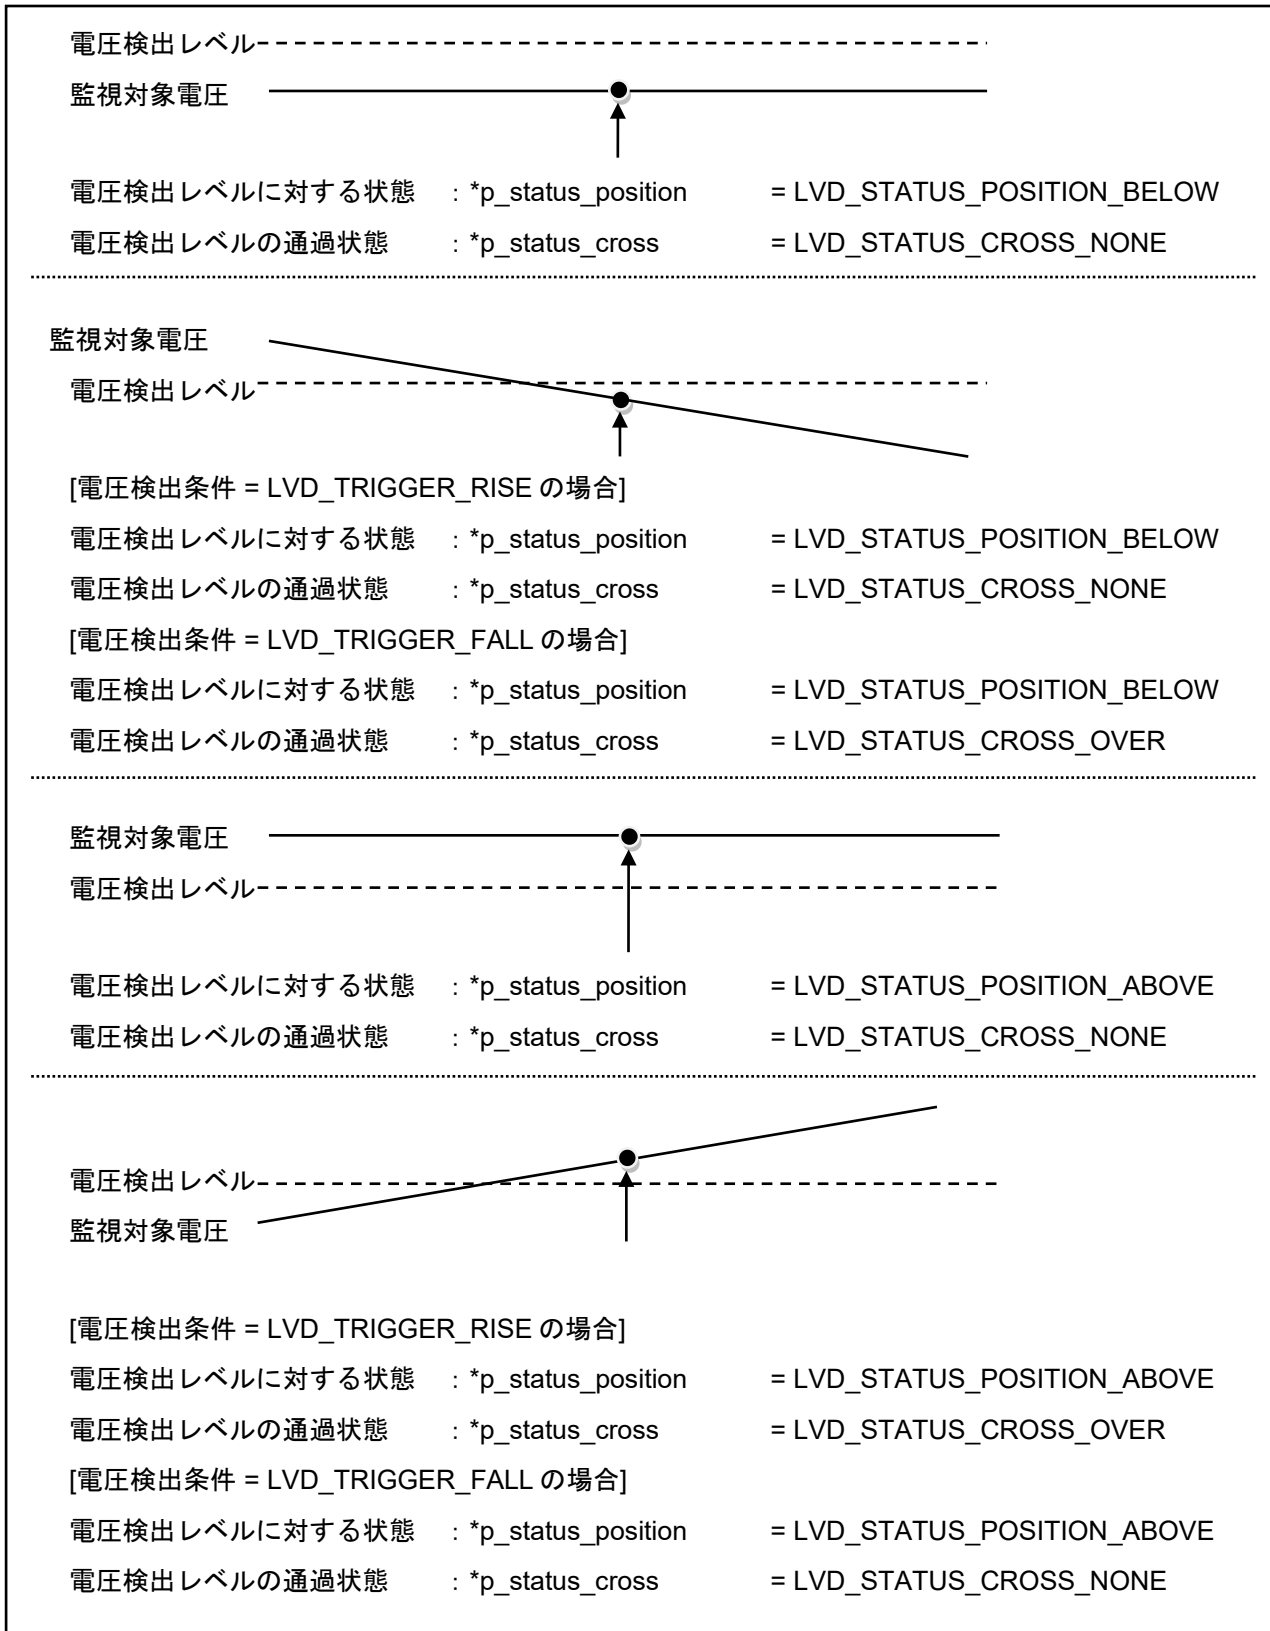 電圧検出レベル
監視対象電圧
電圧検出レベルに対する状態 : *p_status_position = LVD_STATUS_POSITION_BELOW
電圧検出レベルの通過状態 : *p_status_cross = LVD_STATUS_CROSS_NONE
監視対象電圧
電圧検出レベル
[電圧検出条件 = LVD_TRIGGER_RISE の場合]
電圧検出レベルに対する状態 : *p_status_position = LVD_STATUS_POSITION_BELOW
電圧検出レベルの通過状態 : *p_status_cross = LVD_STATUS_CROSS_NONE
[電圧検出条件 = LVD_TRIGGER_FALL の場合]
電圧検出レベルに対する状態 : *p_status_position = LVD_STATUS_POSITION_BELOW
電圧検出レベルの通過状態 : *p_status_cross = LVD_STATUS_CROSS_OVER
監視対象電圧
電圧検出レベル
電圧検出レベルに対する状態 : *p_status_position = LVD_STATUS_POSITION_ABOVE
電圧検出レベルの通過状態 : *p_status_cross = LVD_STATUS_CROSS_NONE
電圧検出レベル
監視対象電圧
[電圧検出条件 = LVD_TRIGGER_RISE の場合]
電圧検出レベルに対する状態 : *p_status_position = LVD_STATUS_POSITION_ABOVE
電圧検出レベルの通過状態 : *p_status_cross = LVD_STATUS_CROSS_OVER
[電圧検出条件 = LVD_TRIGGER_FALL の場合]
電圧検出レベルに対する状態 : *p_status_position = LVD_STATUS_POSITION_ABOVE
電圧検出レベルの通過状態 : *p_status_cross = LVD_STATUS_CROSS_NONE